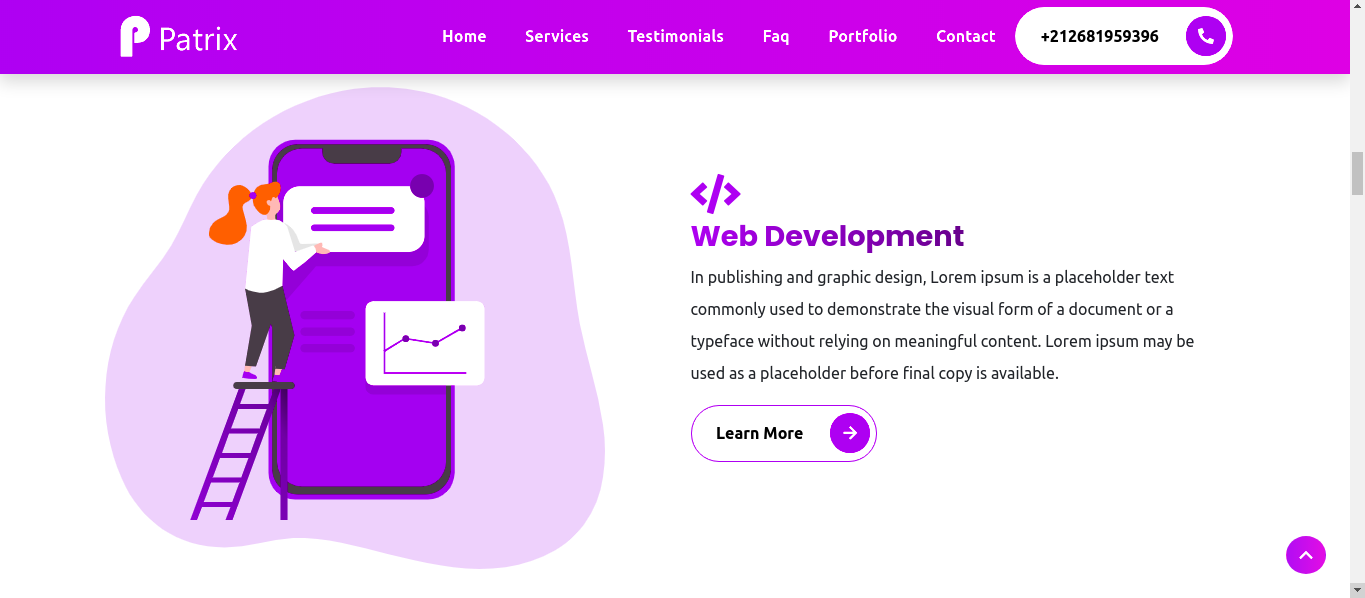 Patrix
Home Services Testimonials Faq Portfolio Contact +212681959396
Web Development
In publishing and graphic design, Lorem ipsum is a placeholder text
commonly used to demonstrate the visual form of a document or a
typeface without relying on meaningful content. Lorem ipsum may be
used as a placeholder before final copy is available.
Learn More